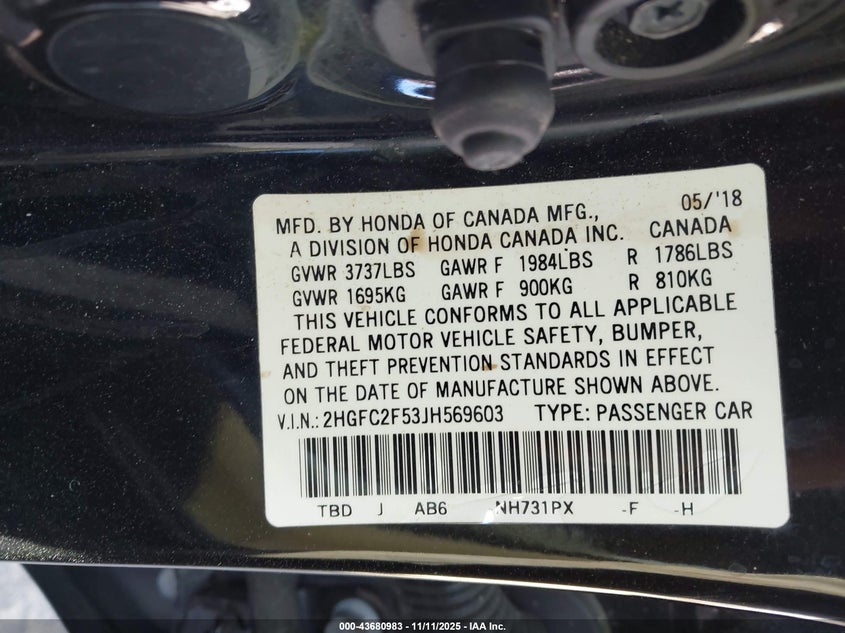 05/'18
MFD. BY HONDA OF CANADA MFG.,
A DIVISION OF HONDA CANADA INC. CANADA
GVWR 3737LBS GAWR F 1984LBS R 1786LBS
GVWR 1695KG GAWR F 900KG R 810KG
THIS VEHICLE CONFORMS TO ALL APPLICABLE
FEDERAL MOTOR VEHICLE SAFETY, BUMPER,
AND THEFT PREVENTION STANDARDS IN EFFECT
ON THE DATE OF MANUFACTURE SHOWN ABOVE.
V.I.N.: 2HGFC2F53JH569603 TYPE: PASSENGER CAR
TBD J AB6 NH731PX -F -H
000-43680983 - 11/11/2025 - IAA Inc.